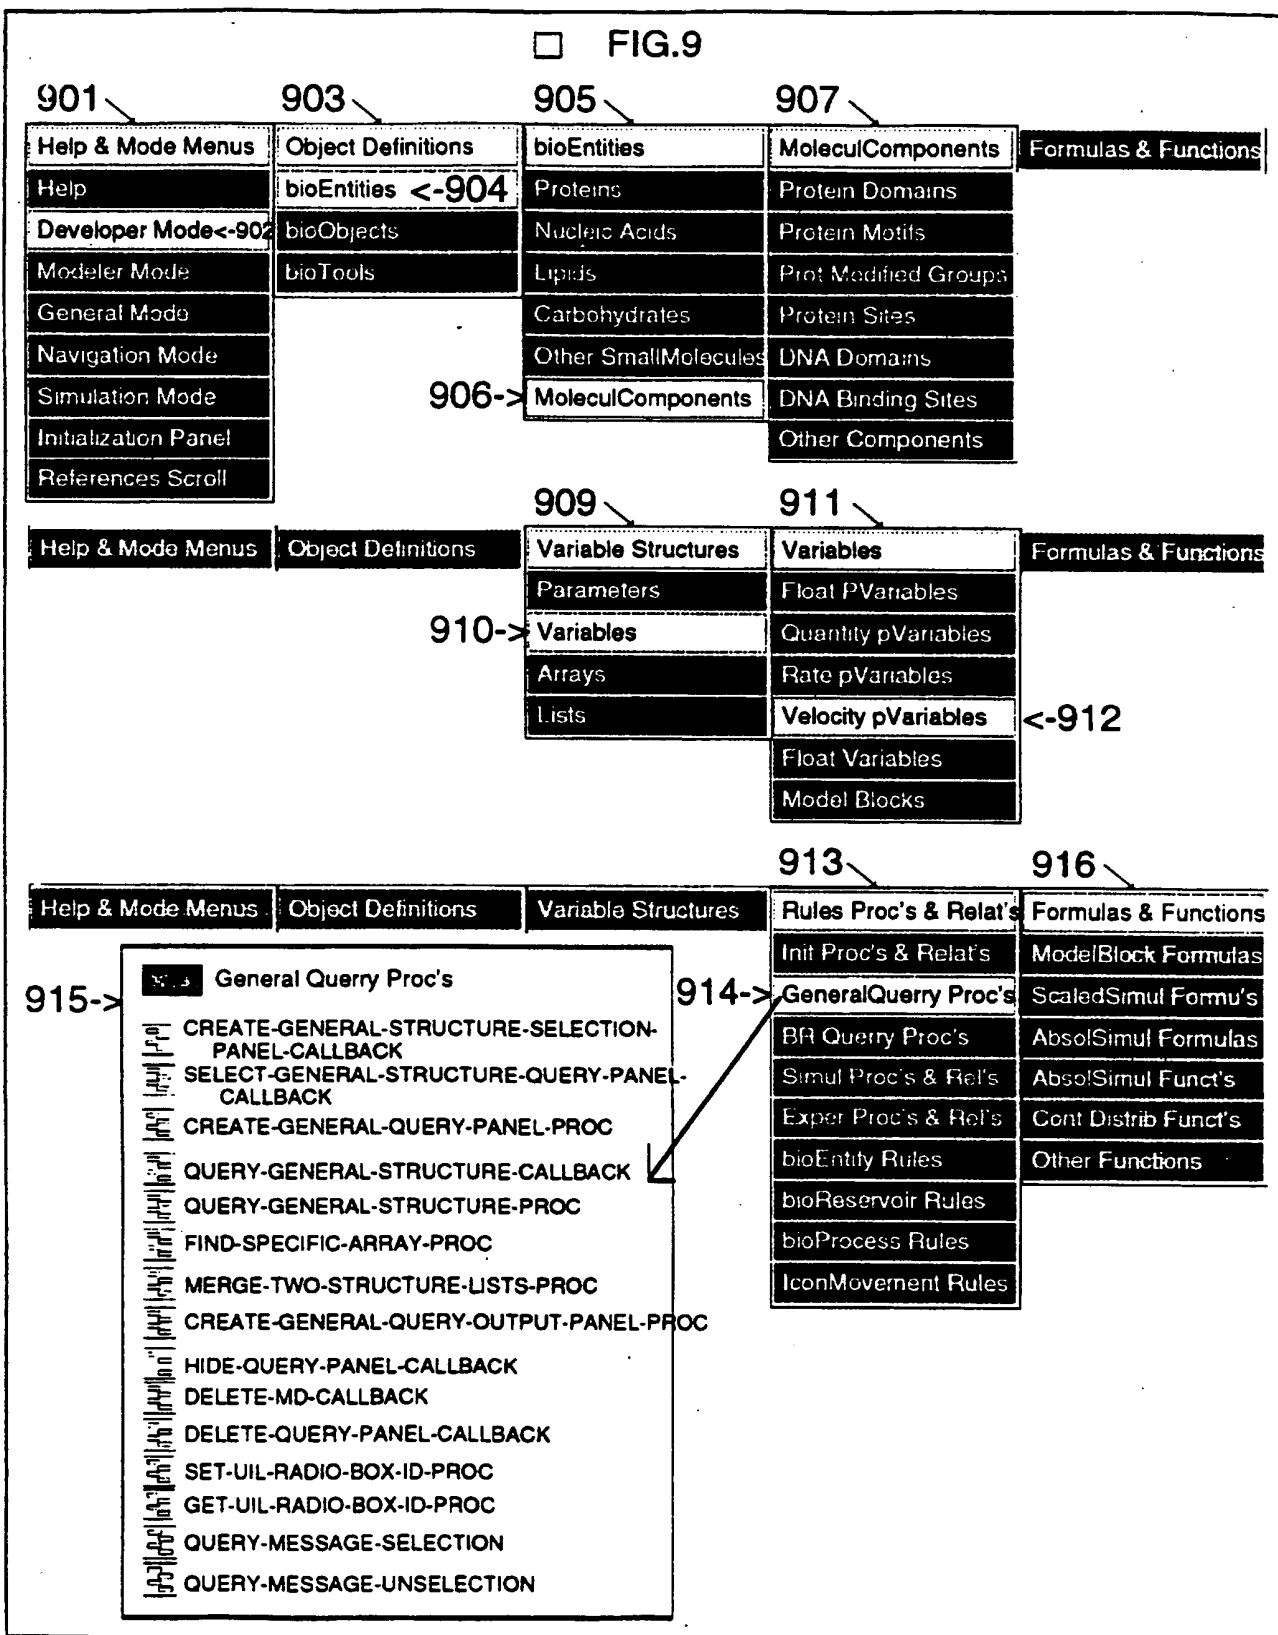 FIG.9
901 903 905 907
Help & Mode Menus Object Definitions bioEntities MoleculComponents Formulas & Functions
Help bioEntities <-904 Proteins Protein Domains
Developer Mode<-902 bioObjects Nucleic Acids Protein Motifs
Modeler Mode bioTools Lipids Prot Modified Groups
General Mode Carbohydrates Protein Sites
Navigation Mode Other SmallMolecules DNA Domains
Simulation Mode 906-> MoleculComponents DNA Binding Sites
Initialization Panel Other Components
References Scroll
909 911
Help & Mode Menus Object Definitions Variable Structures Variables Formulas & Functions
Parameters Float PVariables
910-> Variables Quantity pVariables
Arrays Rate pVariables
Lists Velocity pVariables <-912
Float Variables
Model Blocks
913 916
Help & Mode Menus Object Definitions Variable Structures Rules Proc's & Relat's Formulas & Functions
Init Proc's & Relat's ModelBlock Formulas
914-> GeneralQuerry Proc's ScaledSimul Formu's
BR Querry Proc's AbsolSimul Formulas
Simul Proc's & Rel's AbsolSimul Funct's
Exper Proc's & Rel's Cont Distrib Funct's
bioEntity Rules Other Functions
bioReservoir Rules
bioProcess Rules
IconMovement Rules
915->
General Querry Proc's
CREATE-GENERAL-STRUCTURE-SELECTION-
PANEL-CALLBACK
SELECT-GENERAL-STRUCTURE-QUERY-PANEL-
CALLBACK
CREATE-GENERAL-QUERY-PANEL-PROC
QUERY-GENERAL-STRUCTURE-CALLBACK
QUERY-GENERAL-STRUCTURE-PROC
FIND-SPECIFIC-ARRAY-PROC
MERGE-TWO-STRUCTURE-LISTS-PROC
CREATE-GENERAL-QUERY-OUTPUT-PANEL-PROC
HIDE-QUERY-PANEL-CALLBACK
DELETE-MD-CALLBACK
DELETE-QUERY-PANEL-CALLBACK
SET-UIL-RADIO-BOX-ID-PROC
GET-UIL-RADIO-BOX-ID-PROC
QUERY-MESSAGE-SELECTION
QUERY-MESSAGE-UNSELECTION